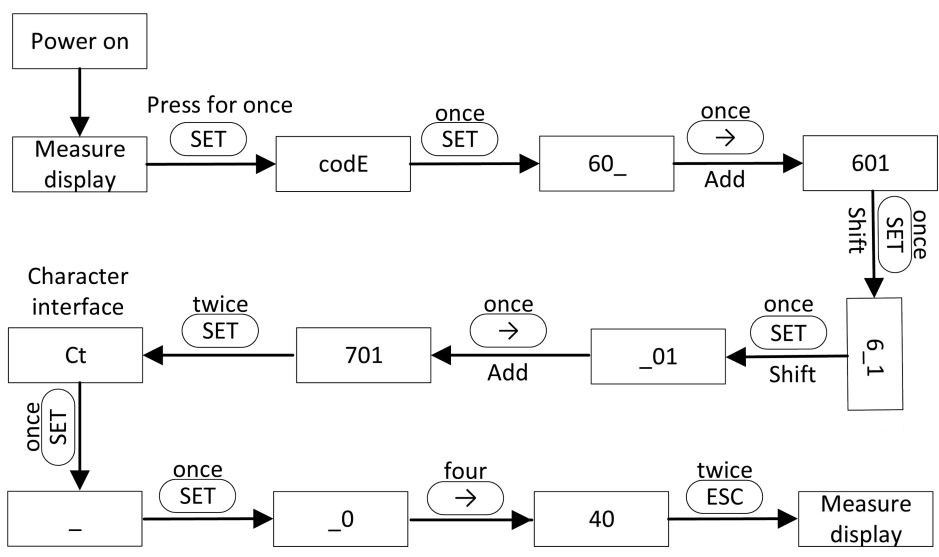 Power on
Press for once
SET
once
SET
once
→
Measure
display
codE
60_
Add
601
Shift
SET
once
Character
interface
twice
SET
once
→
once
SET
Ct
701
Add
_01
Shift
6_1
once
SET
once
SET
four
→
twice
ESC
_
_0
40
Measure
display